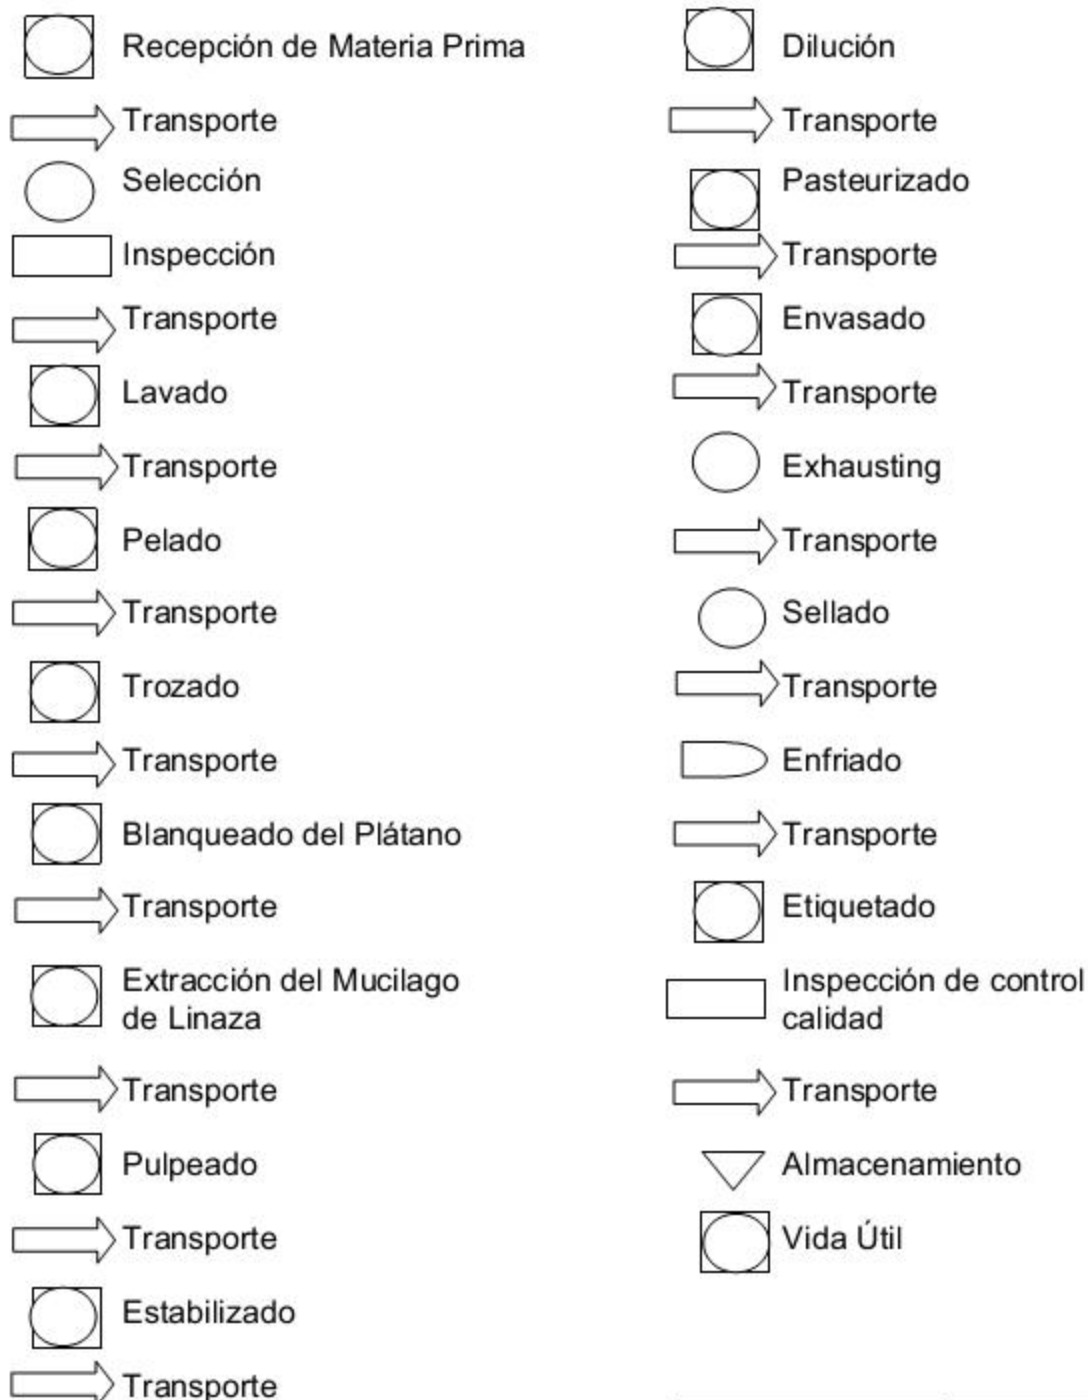 Recepción de Materia Prima
Transporte
Selección
Inspección
Transporte
Lavado
Transporte
Pelado
Transporte
Trozado
Transporte
Blanqueado del Plátano
Transporte
Extracción del Mucilago
de Linaza
Transporte
Pulpeado
Transporte
Estabilizado
Transporte
Dilución
Transporte
Pasteurizado
Transporte
Envasado
Transporte
Exhausting
Transporte
Sellado
Transporte
Enfriado
Transporte
Etiquetado
Inspección de control
calidad
Transporte
Almacenamiento
Vida Útil